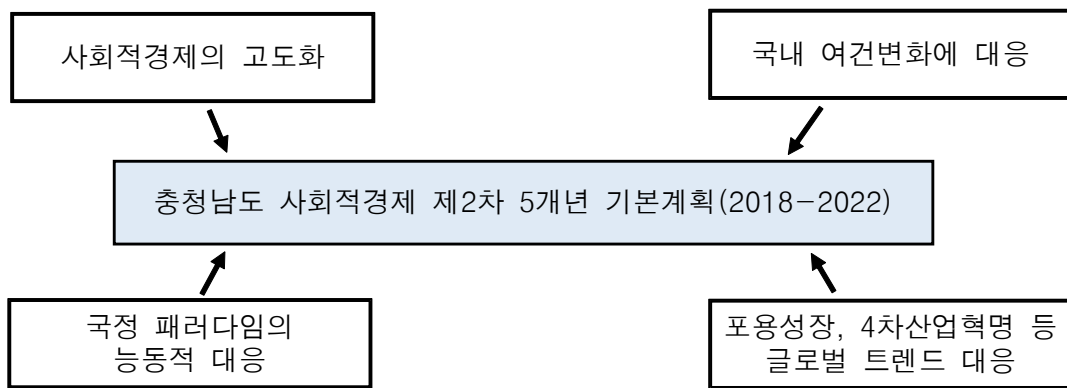 사회적경제의 고도화
국내 여건변화에 대응
충청남도 사회적경제 제2차 5개년 기본계획(2018-2022)
국정 패러다임의
능동적 대응
포용성장, 4차산업혁명 등
글로벌 트렌드 대응